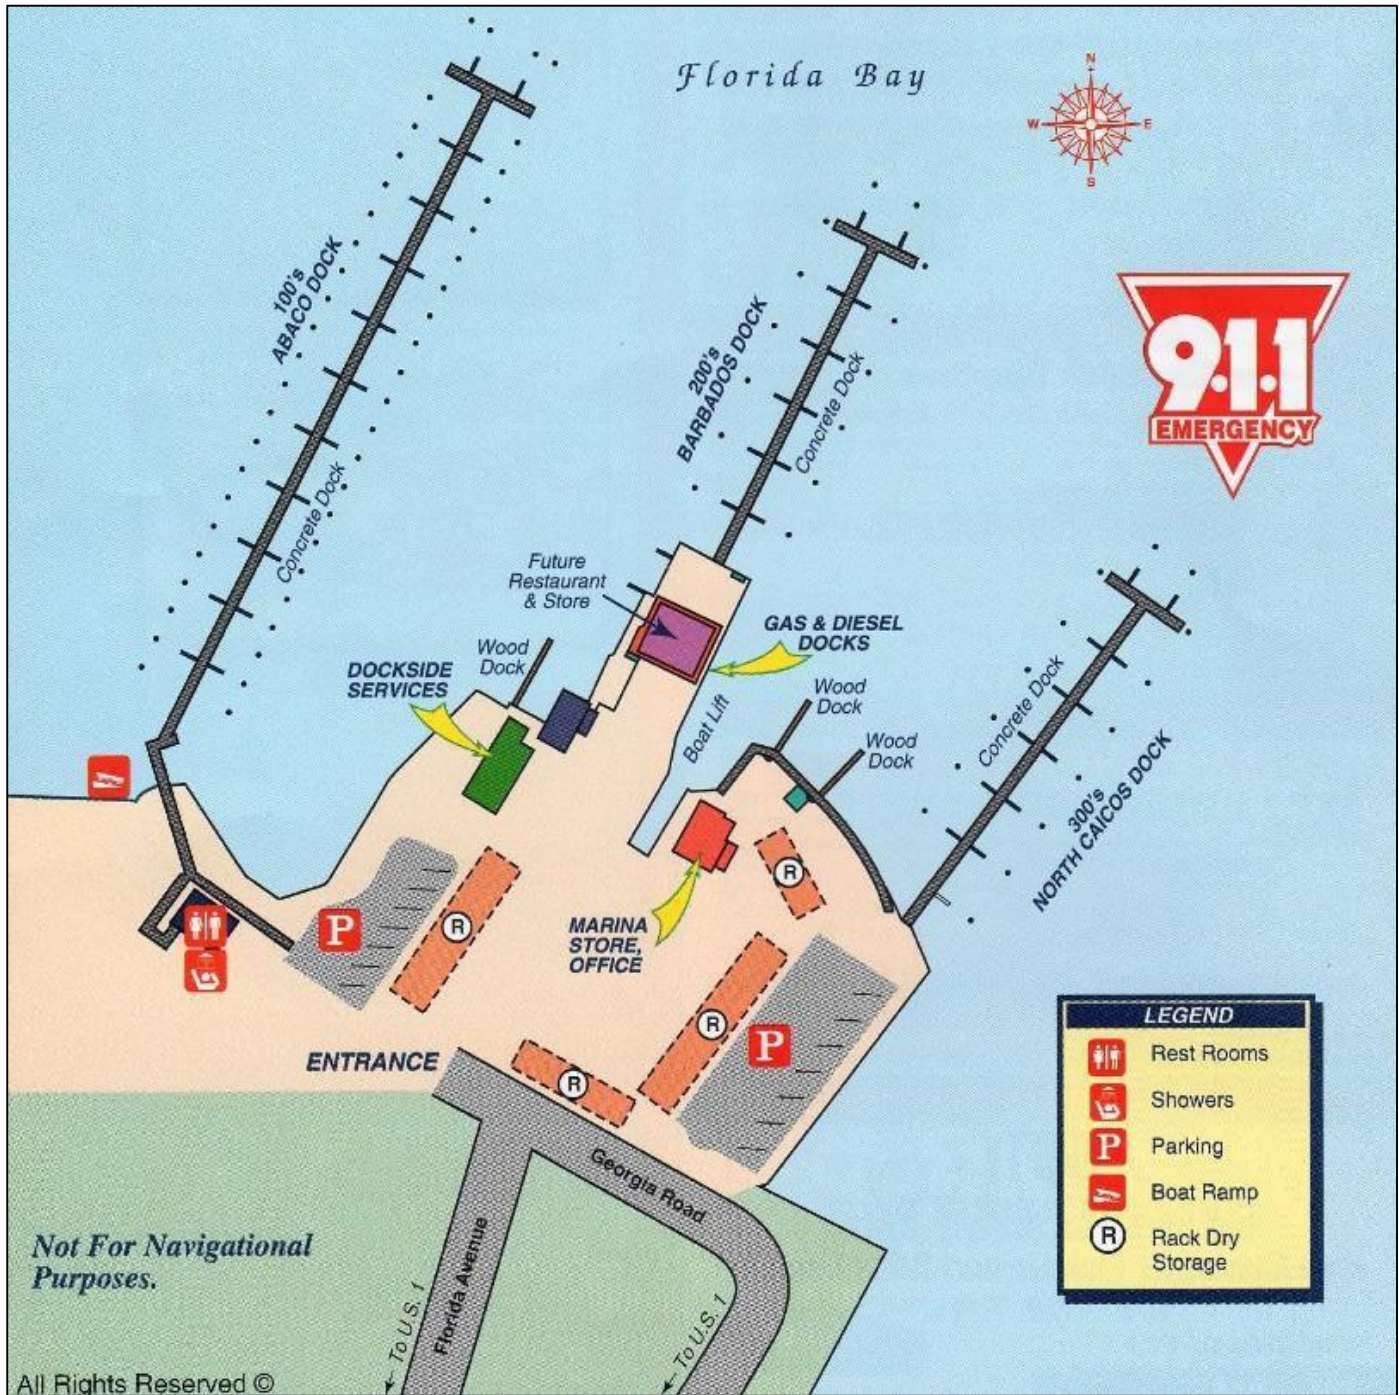 Florida Bay
N
W
E
S
100's
ABACO DOCK
Concrete Dock
200's
BARBADOS DOCK
Concrete Dock
9.1.1
EMERGENCY
Future
Restaurant
& Store
Wood
Dock
DOCKSIDE
SERVICES
GAS & DIESEL
DOCKS
Boat Lift
Wood
Dock
Wood
Dock
Concrete Dock
300's
NORTH CAICOS DOCK
R
P
R
MARINA
STORE,
OFFICE
R
P
R
ENTRANCE
Georgia Road
Florida Avenue
To U.S. 1
To U.S. 1
LEGEND
Rest Rooms
Showers
P Parking
Boat Ramp
R Rack Dry
Storage
Not For Navigational
Purposes.
All Rights Reserved ©